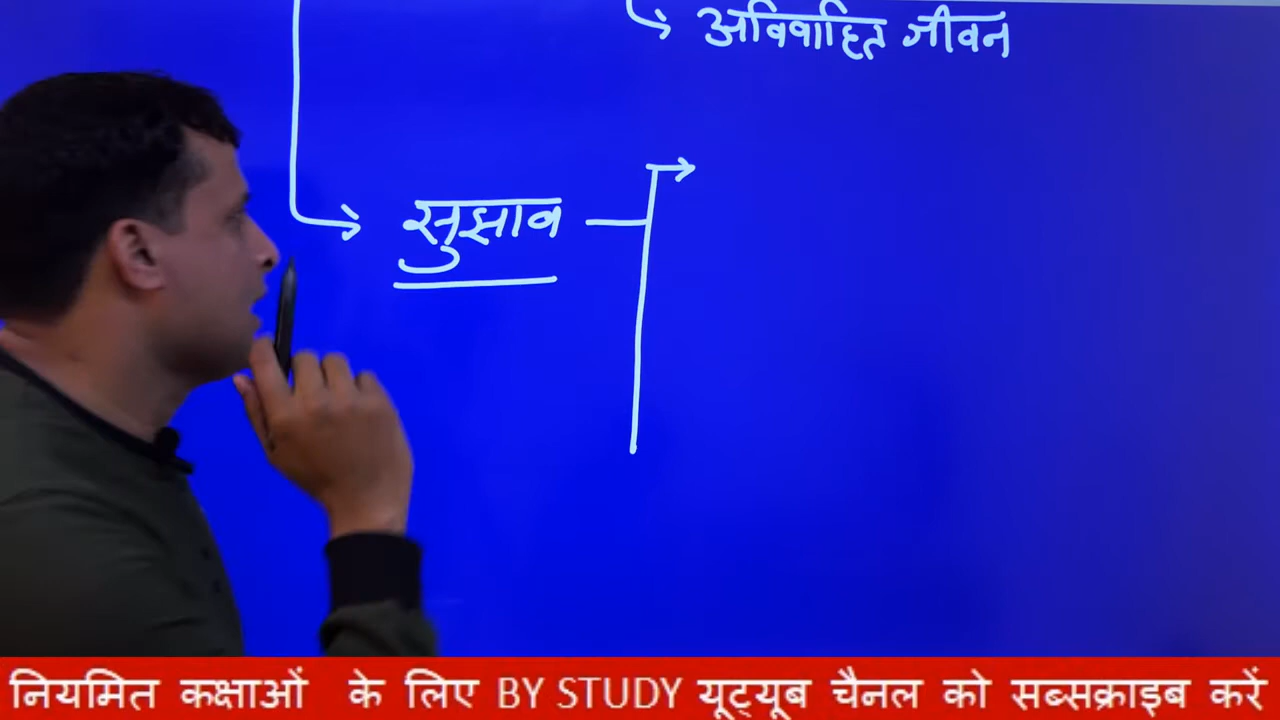 अविवाहित जीवन
सुझाव
नियमित कक्षाओं के लिए BY STUDY यूट्यूब चैनल को सब्सक्राइब करें